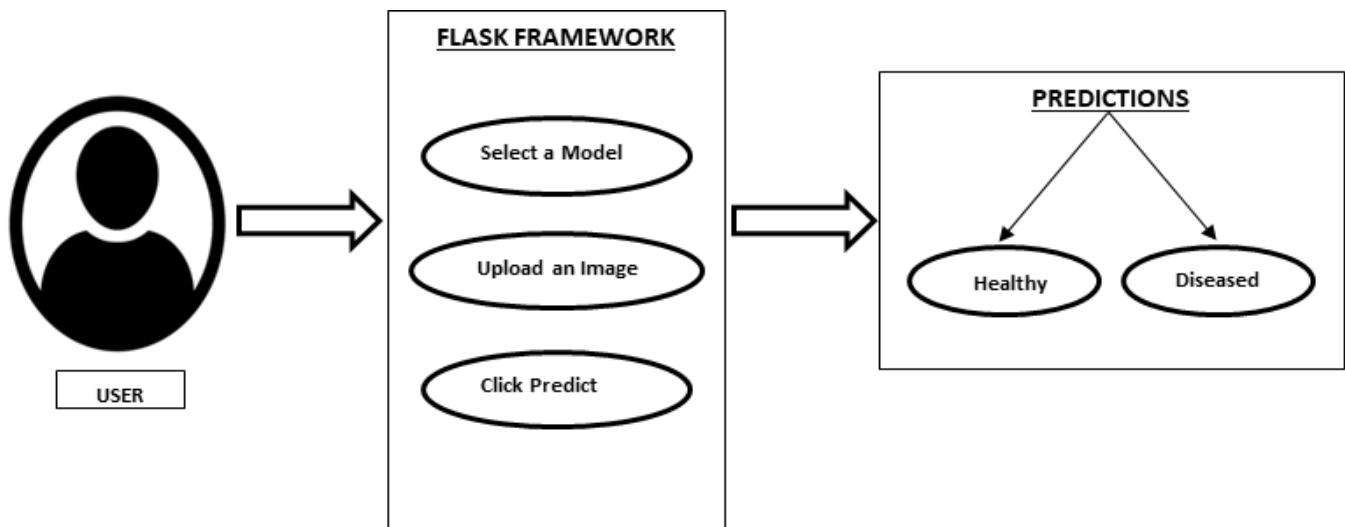 USER
FLASK FRAMEWORK
Select a Model
Upload an Image
Click Predict
PREDICTIONS
Healthy
Diseased